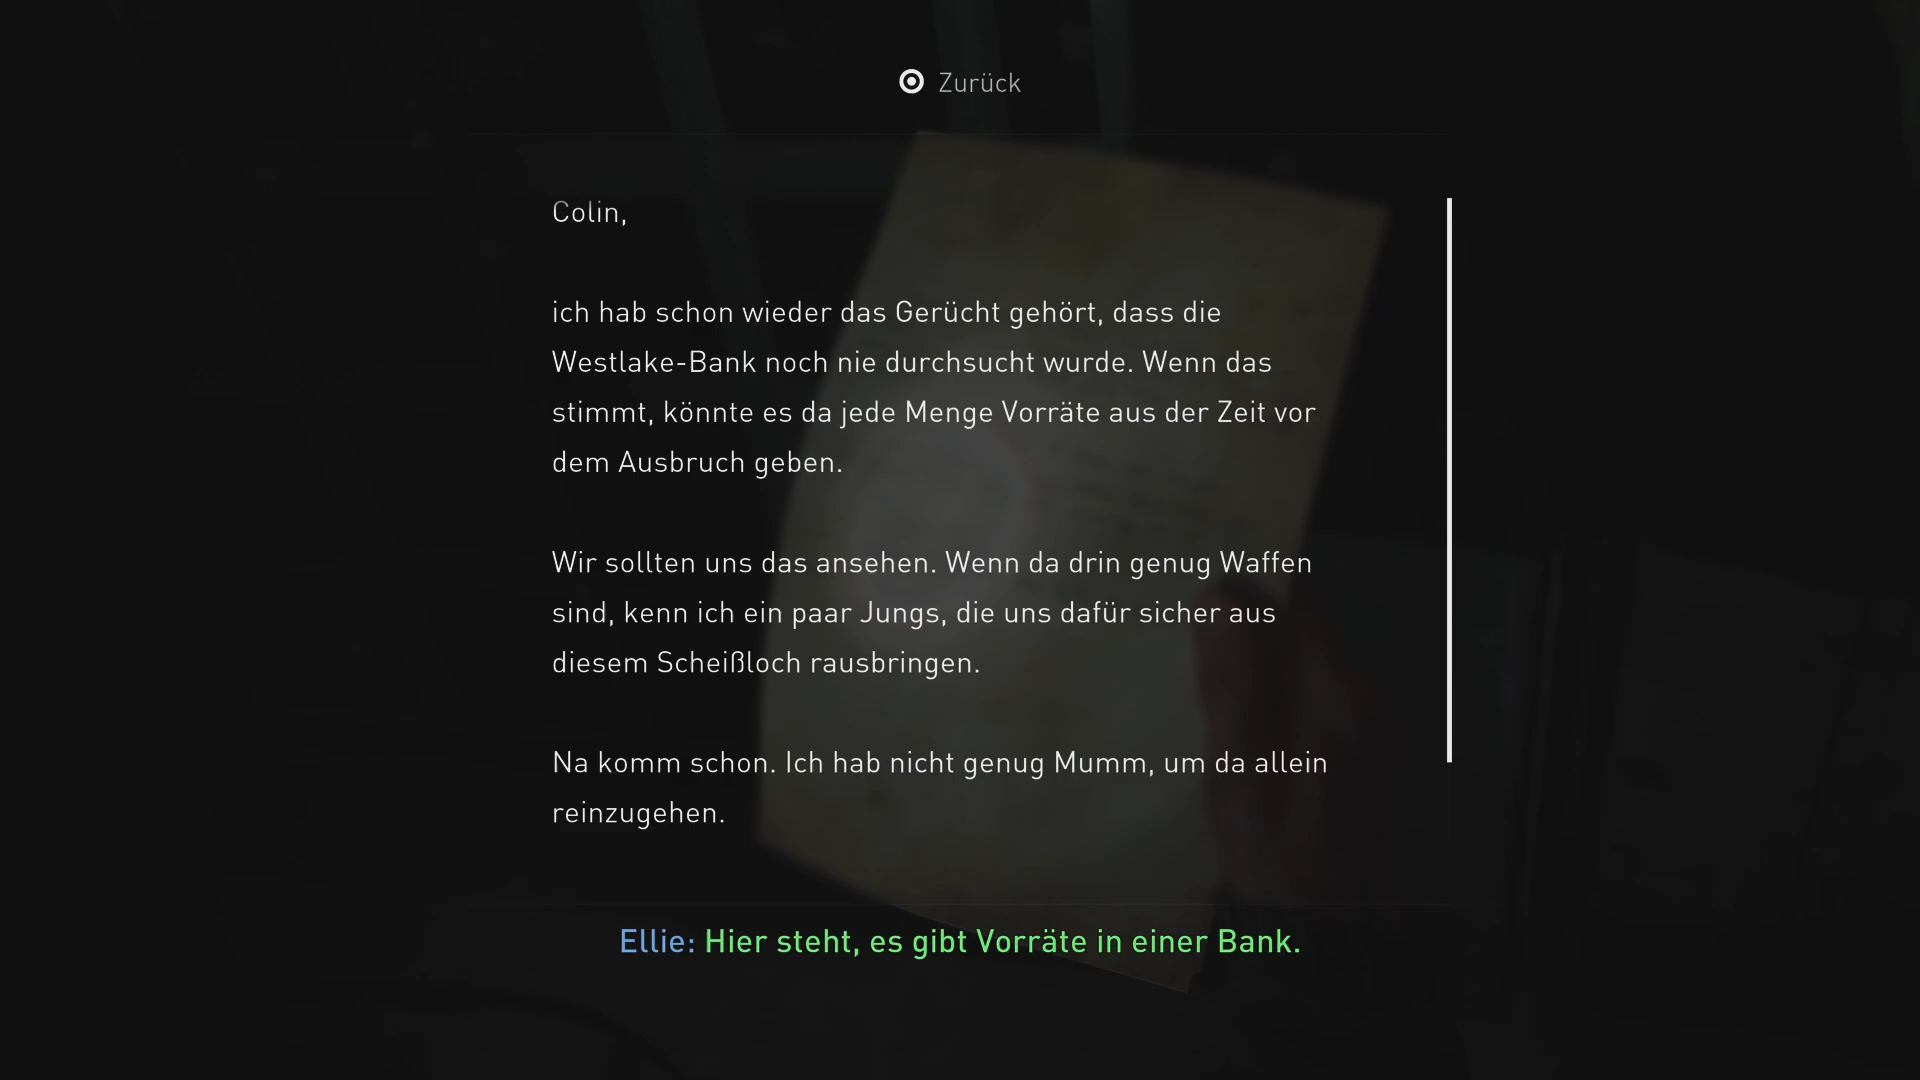 Zurück
Colin,
ich hab schon wieder das Gerücht gehört, dass die
Westlake-Bank noch nie durchsucht wurde. Wenn das
stimmt, könnte es da jede Menge Vorräte aus der Zeit vor
dem Ausbruch geben.
Wir sollten uns das ansehen. Wenn da drin genug Waffen
sind, kenn ich ein paar Jungs, die uns dafür sicher aus
diesem Scheißloch rausbringen.
Na komm schon. Ich hab nicht genug Mumm, um da allein
reinzugehen.
Ellie: Hier steht, es gibt Vorräte in einer Bank.